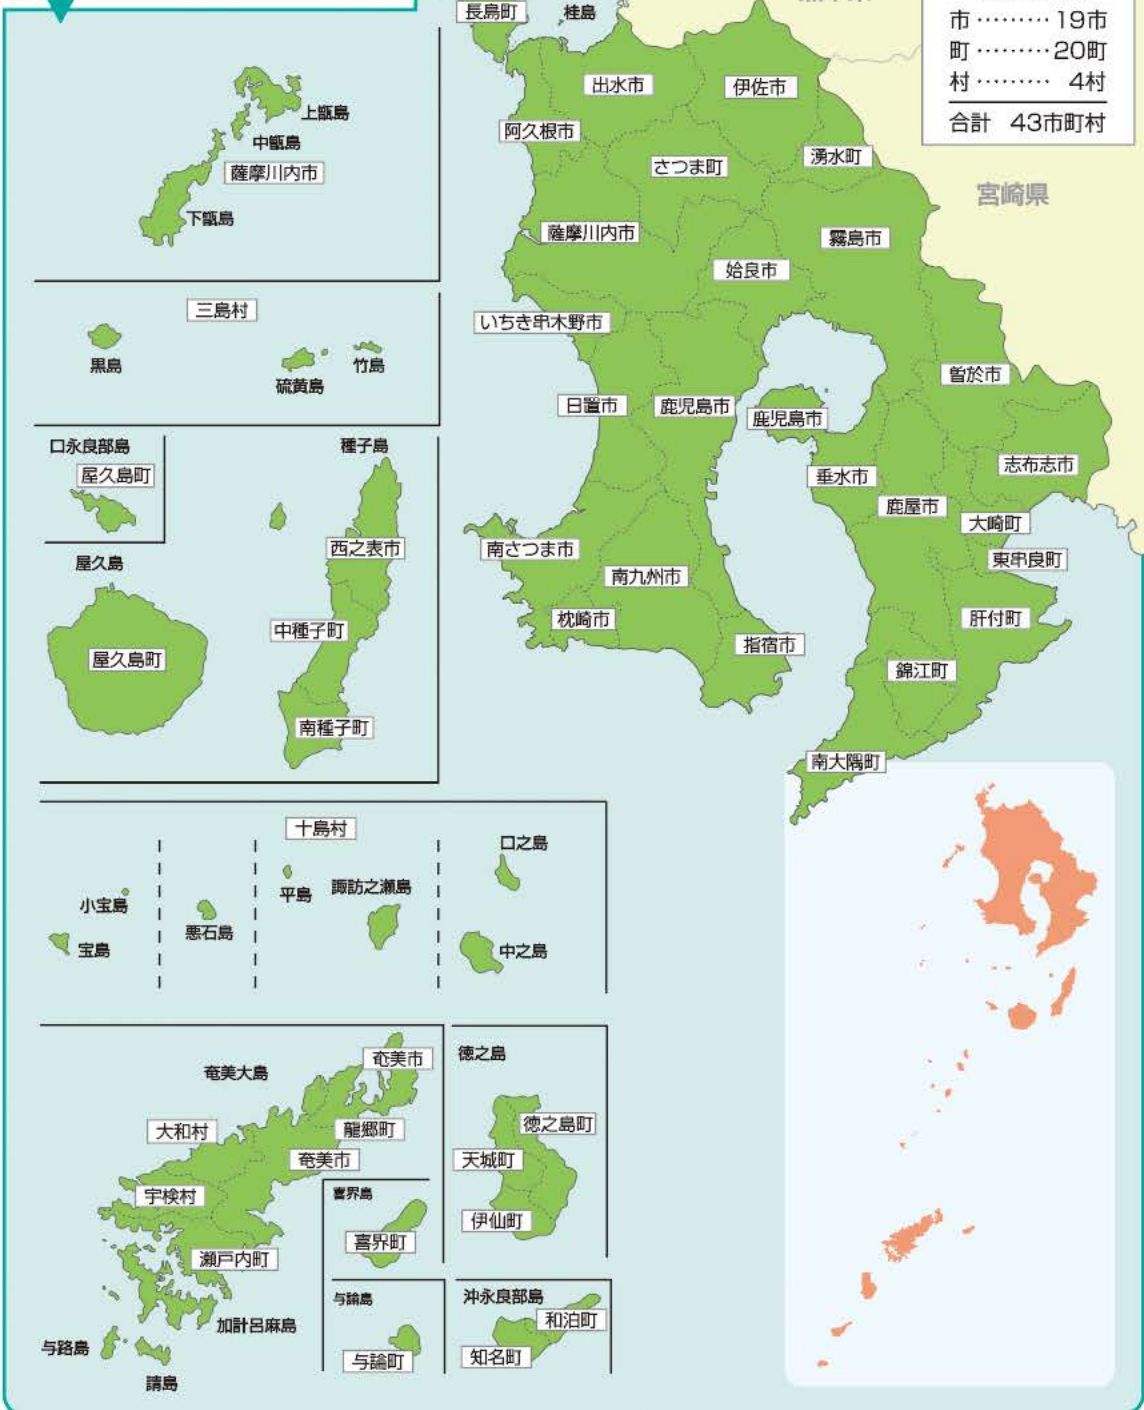 長島町
桂島
市………19市
町………20町
村……… 4村
合計 43市町村
出水市
伊佐市
阿久根市
さつま町
湧水町
宮崎県
薩摩川内市
霧島市
姶良市
いちき串木野市
曽於市
日置市
鹿児島市
鹿児島市
志布志市
垂水市
鹿屋市
大崎町
東串良町
南さつま市
南九州市
枕崎市
指宿市
肝付町
錦江町
南大隅町
上甑島
中甑島
薩摩川内市
下甑島
三島村
黒島
硫黄島
竹島
口永良部島
屋久島町
屋久島
屋久島町
種子島
西之表市
中種子町
南種子町
十島村
口之島
平島
諏訪之瀬島
小宝島
悪石島
宝島
中之島
奄美大島
奄美市
大和村
龍郷町
奄美市
宇検村
瀬戸内町
加計呂麻島
与路島
請島
喜界島
喜界町
与論島
与論町
徳之島
徳之島町
天城町
伊仙町
沖永良部島
和泊町
知名町